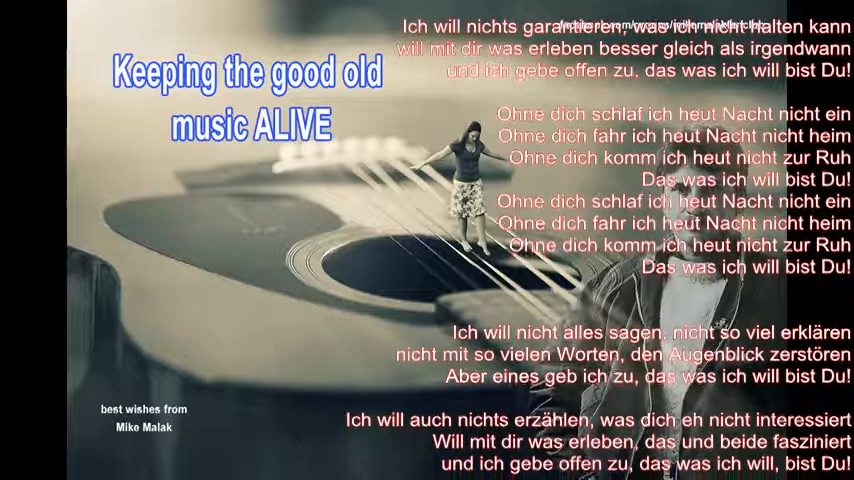 Keeping the good old
music ALIVE
Ich will nichts garantieren, was ich nicht halten kann
will mit dir was erleben besser gleich als irgendwann
und ich gebe offen zu, das was ich will bist Du!
Ohne dich schlaf ich heut Nacht nicht ein
Ohne dich fahr ich heut Nacht nicht heim
Ohne dich komm ich heut nicht zur Ruh
Das was ich will bist Du!
Ohne dich schlaf ich heut Nacht nicht ein
Ohne dich fahr ich heut Nacht nicht heim
Ohne dich komm ich heut nicht zur Ruh
Das was ich will bist Du!
Ich will nicht alles sagen, nicht so viel erklären
nicht mit so vielen Worten, den Augenblick zerstören
Aber eines geb ich zu, das was ich will bist Du!
Ich will auch nichts erzählen, was dich eh nicht interessiert
Will mit dir was erleben, das und beide fasziniert
und ich gebe offen zu, das was ich will, bist Du!
best wishes from
Mike Malak